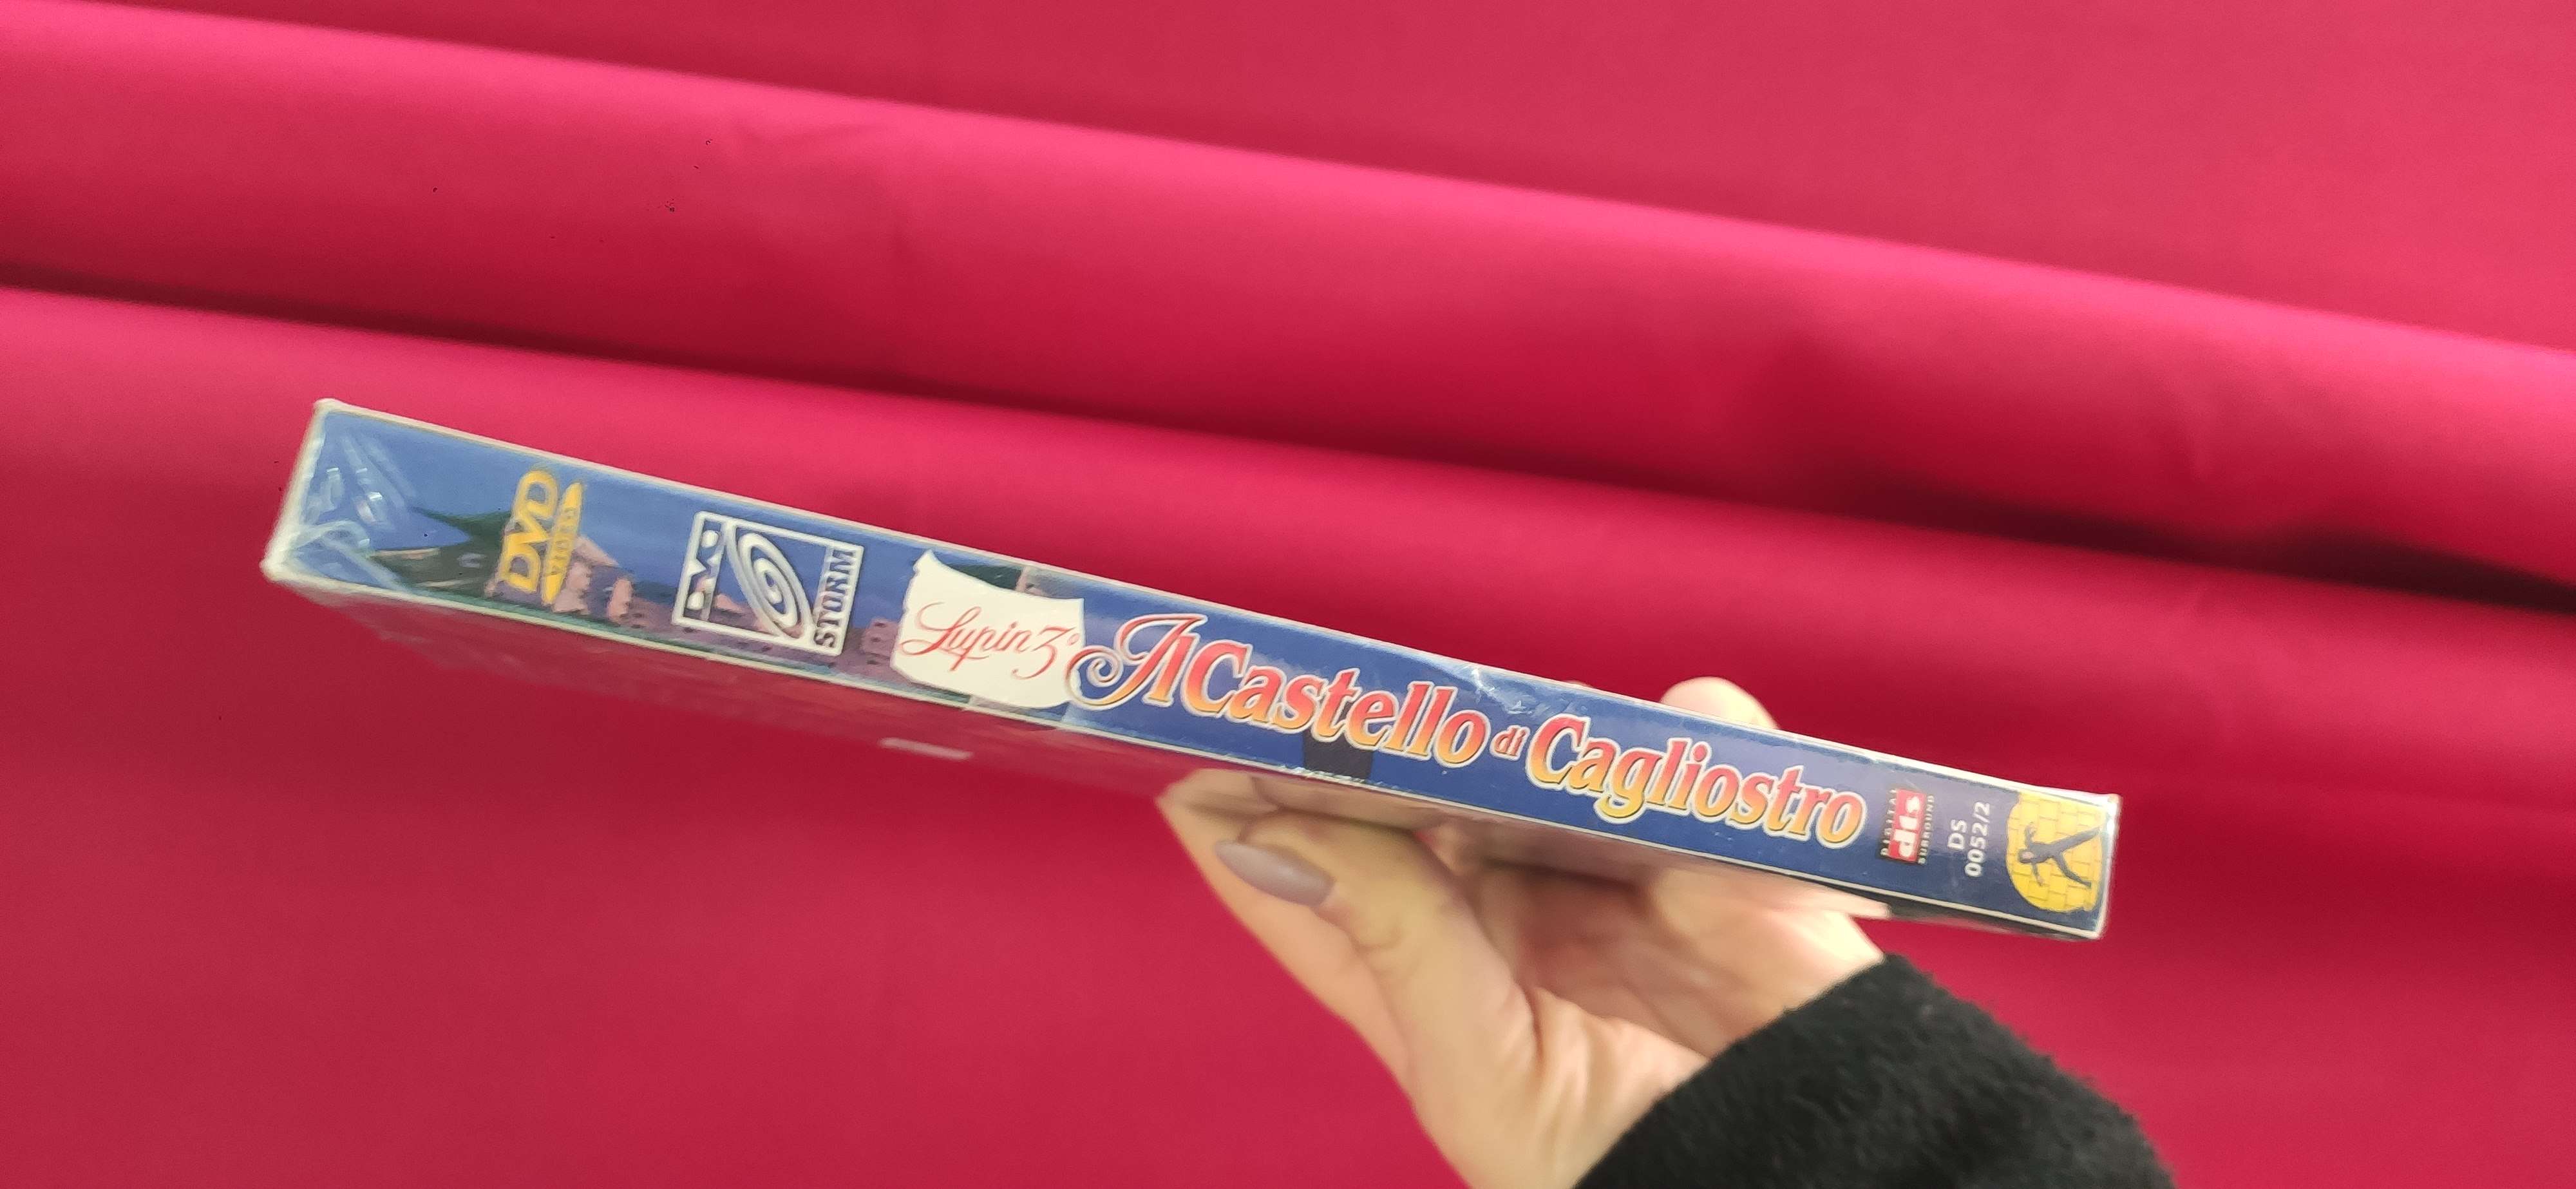 DVD
VIDEO
DVD
STORM
Lupin 3°
Il Castello di Cagliostro
DIGITAL
dts
SURROUND
DS
0052/2